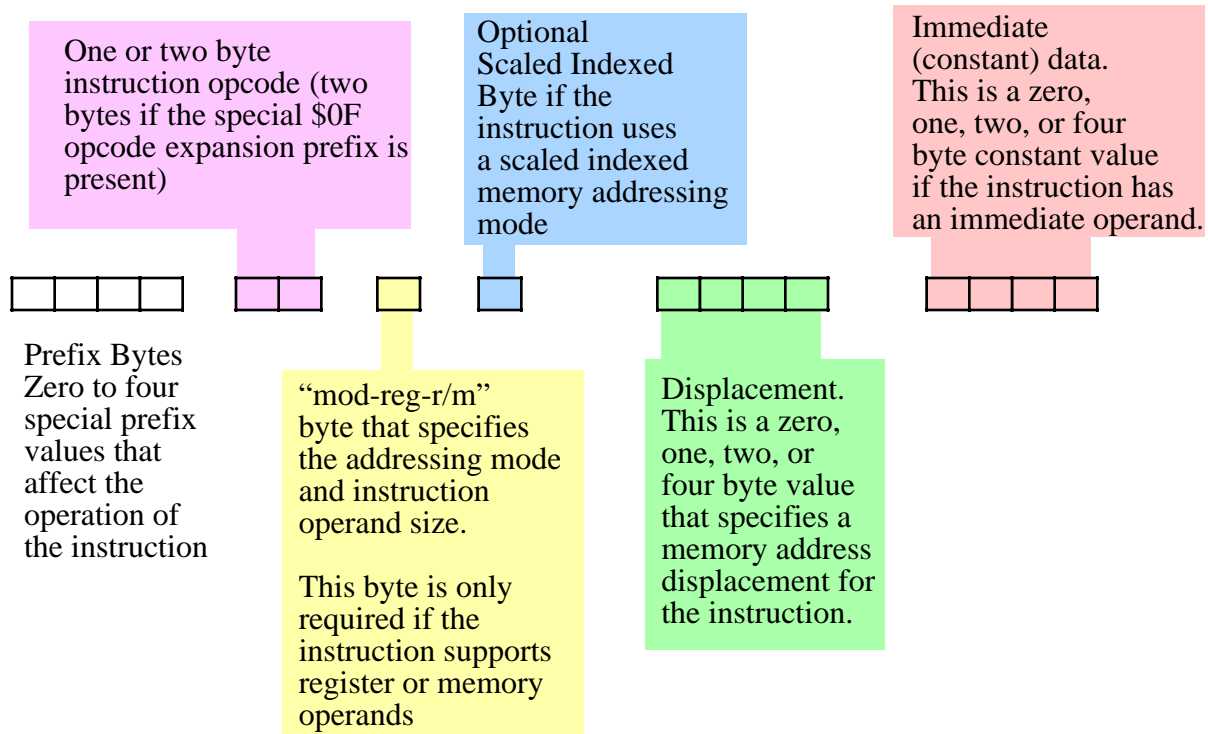 One or two byte
instruction opcode (two
bytes if the special $0F
opcode expansion prefix is
present)
Optional
Scaled Indexed
Byte if the
instruction uses
a scaled indexed
memory addressing
mode
Immediate
(constant) data.
This is a zero,
one, two, or four
byte constant value
if the instruction has
an immediate operand.
Prefix Bytes
Zero to four
special prefix
values that
affect the
operation of
the instruction
“mod-reg-r/m”
byte that specifies
the addressing mode
and instruction
operand size.
This byte is only
required if the
instruction supports
register or memory
operands
Displacement.
This is a zero,
one, two, or
four byte value
that specifies a
memory address
displacement for
the instruction.